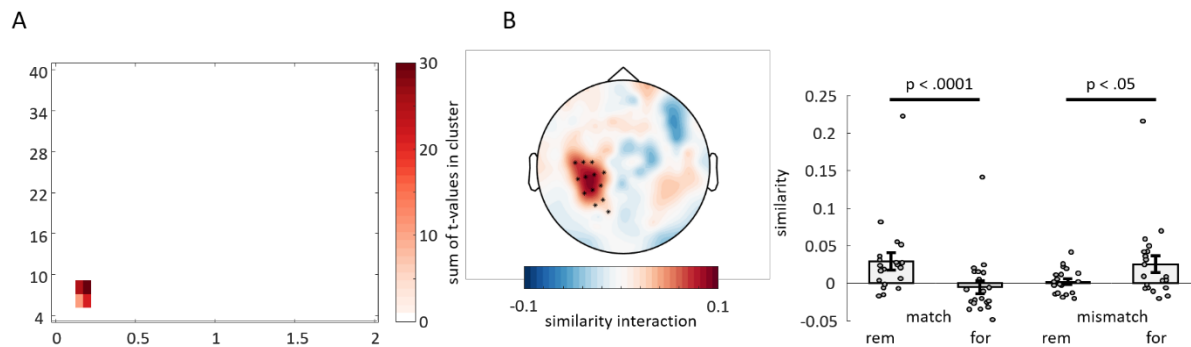 A
B
40
34
28
22
16
10
4
0
0.5
1
1.5
2
30
20
10
0
sum of t-values in cluster
-0.1
0.1
similarity interaction
p < .0001
p < .05
0.25
0.2
0.15
0.1
0.05
0
-0.05
similarity
match
mismatch
rem
for
rem
for